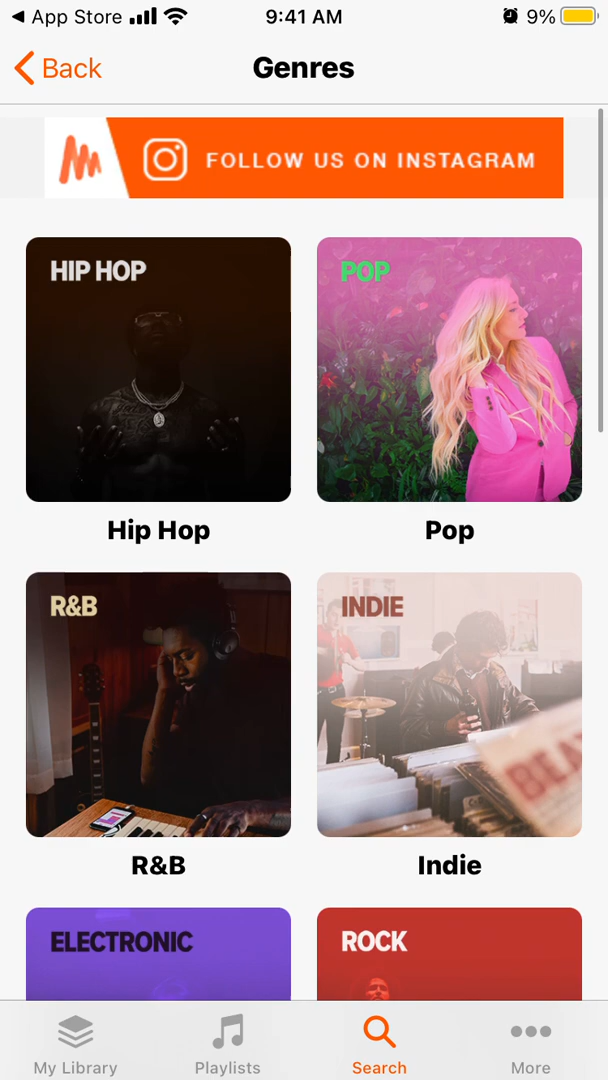 App Store 9:41 AM 9%
Back Genres
FOLLOW US ON INSTAGRAM
HIP HOP POP
Hip Hop Pop
R&B INDIE
BEA
R&B Indie
ELECTRONIC ROCK
My Library Playlists Search More